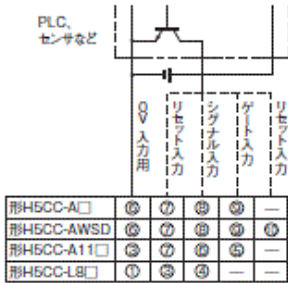 PLC、
センサなど
0V入力用
リセット入力
シグナル入力
ゲート入力
リセット入力
形H5CC-A□ ⑥ ⑦ ⑧ ⑨ ―
形H5CC-AWSD ⑥ ⑦ ⑧ ⑨ ⑩
形H5CC-A11□ ③ ⑦ ⑥ ⑤ ―
形H5CC-L8□ ① ③ ④ ― ―